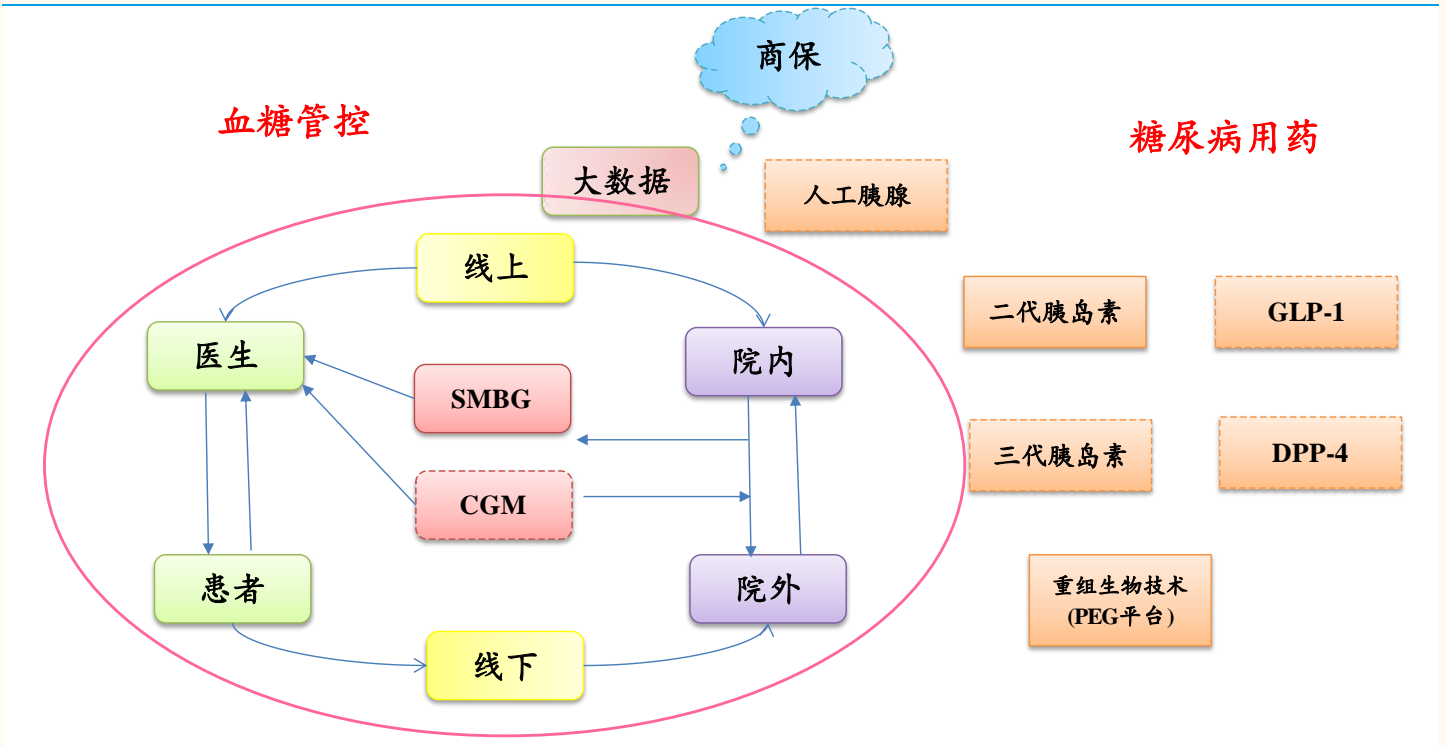 商保
血糖管控
糖尿病用药
大数据
人工胰腺
线上
二代胰岛素
GLP-1
医生
院内
SMBG
三代胰岛素
DPP-4
CGM
患者
院外
重组生物技术
(PEG平台)
线下